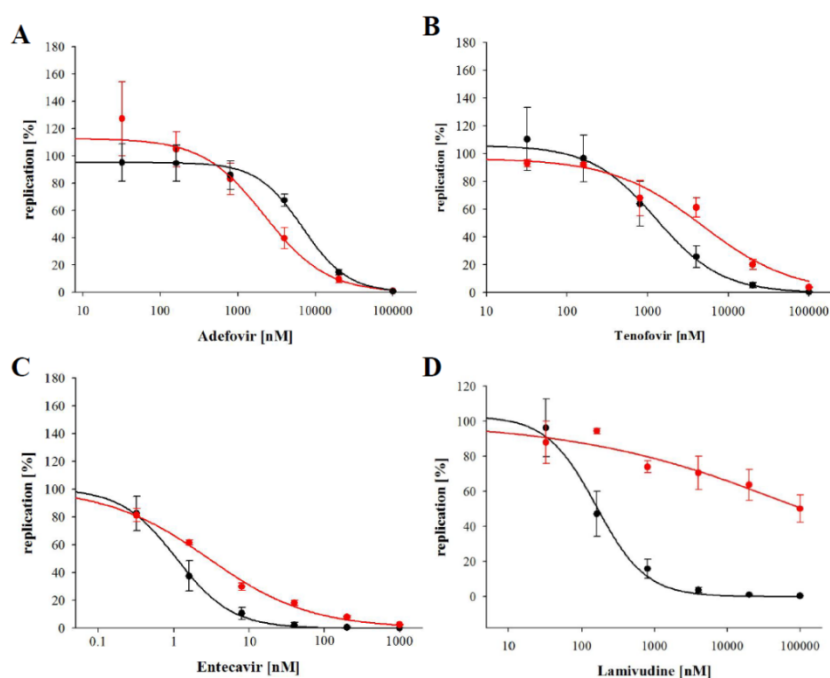 A
180
160
140
120
100
80
60
40
20
0
replication [%]
10 100 1000 10000 100000
Adefovir [nM]
B
180
160
140
120
100
80
60
40
20
0
replication [%]
10 100 1000 10000 100000
Tenofovir [nM]
C
180
160
140
120
100
80
60
40
20
0
replication [%]
0.1 1 10 100 1000
Entecavir [nM]
D
120
100
80
60
40
20
0
replication [%]
10 100 1000 10000 100000
Lamivudine [nM]